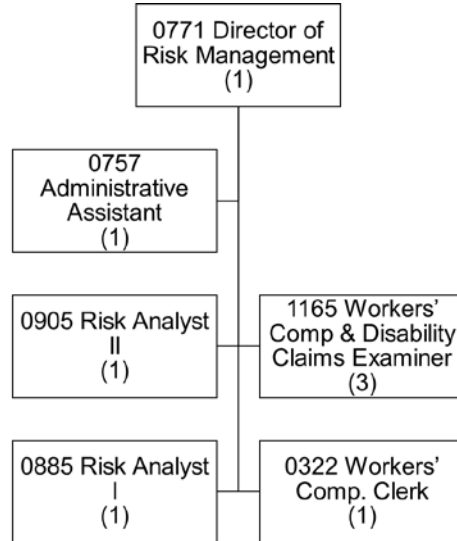 0771 Director of
Risk Management
(1)
0757
Administrative
Assistant
(1)
0905 Risk Analyst
II
(1)
1165 Workers'
Comp & Disability
Claims Examiner
(3)
0885 Risk Analyst
I
(1)
0322 Workers'
Comp. Clerk
(1)